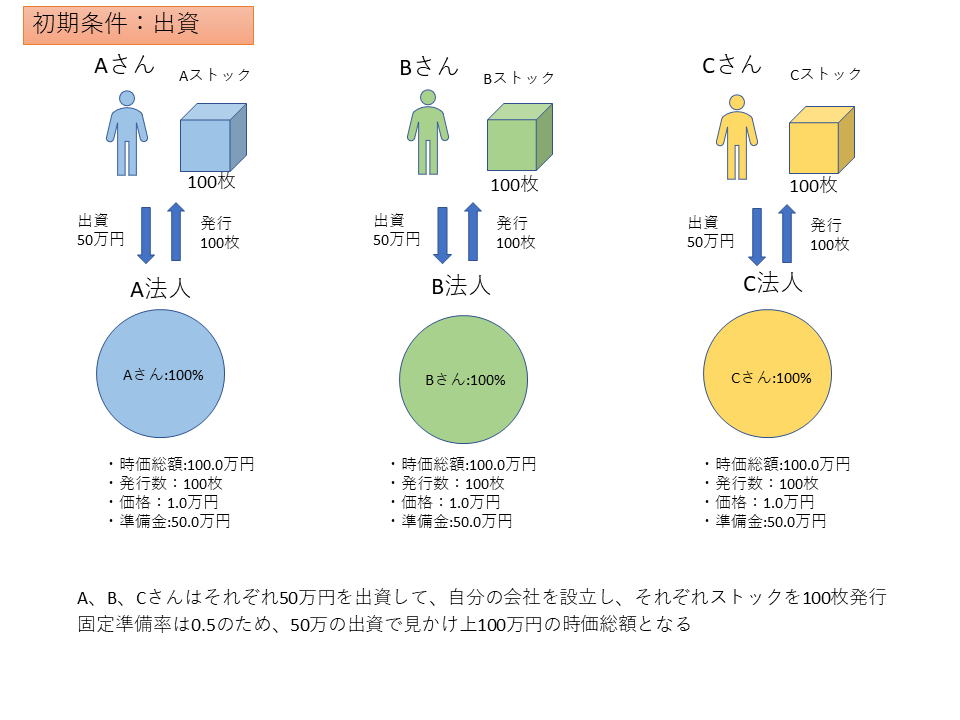 初期条件：出資
Aさん
Aストック
100枚
出資
50万円
発行
100枚
A法人
Aさん:100%
・時価総額:100.0万円
・発行数：100枚
・価格：1.0万円
・準備金:50.0万円
Bさん
Bストック
100枚
出資
50万円
発行
100枚
B法人
Bさん:100%
・時価総額:100.0万円
・発行数：100枚
・価格：1.0万円
・準備金:50.0万円
Cさん
Cストック
100枚
出資
50万円
発行
100枚
C法人
Cさん:100%
・時価総額:100.0万円
・発行数：100枚
・価格：1.0万円
・準備金:50.0万円
A、B、Cさんはそれぞれ50万円を出資して、自分の会社を設立し、それぞれストックを100枚発行
固定準備率は0.5のため、50万の出資で見かけ上100万円の時価総額となる